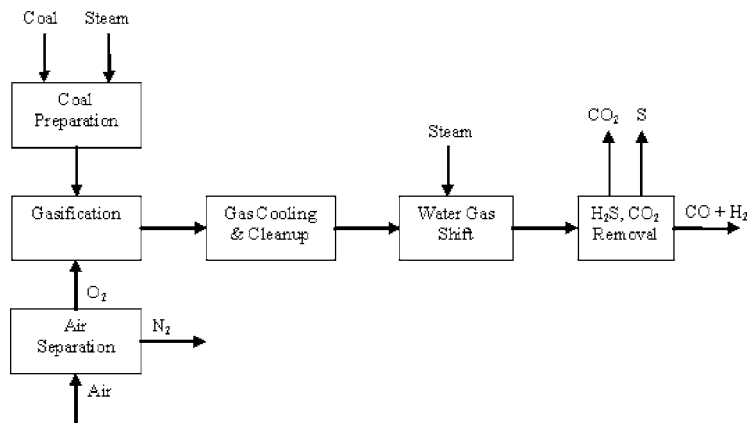 Coal
Steam
Coal
Preparation
Steam
CO₂
S
Gasification
Gas Cooling
& Cleanup
Water Gas
Shift
H₂S, CO₂
Removal
CO + H₂
O₂
Air
Separation
N₂
Air